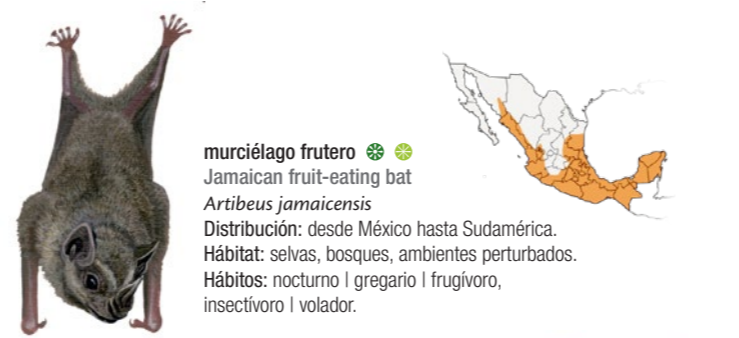 murciélago frutero
Jamaican fruit-eating bat
Artibeus jamaicensis
Distribución: desde México hasta Sudamérica.
Hábitat: selvas, bosques, ambientes perturbados.
Hábitos: nocturno | gregario | frugívoro,
insectívoro | volador.